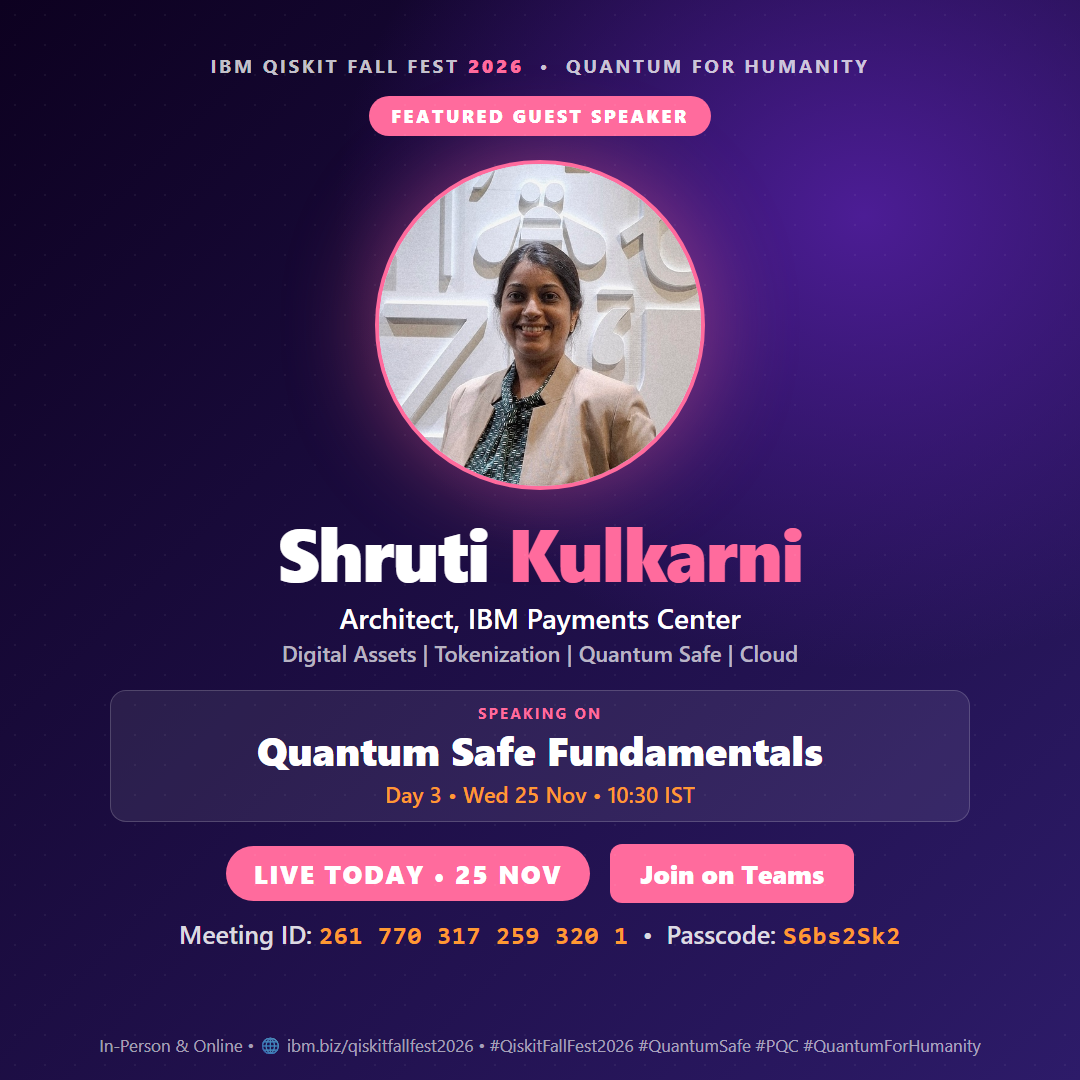 IBM QISKIT FALL FEST 2026 • QUANTUM FOR HUMANITY
FEATURED GUEST SPEAKER
Shruti Kulkarni
Architect, IBM Payments Center
Digital Assets | Tokenization | Quantum Safe | Cloud
SPEAKING ON
Quantum Safe Fundamentals
Day 3 • Wed 25 Nov • 10:30 IST
LIVE TODAY • 25 NOV
Join on Teams
Meeting ID: 261 770 317 259 320 1 • Passcode: S6bs2Sk2
In-Person & Online • 🌐 ibm.biz/qiskitfallfest2026 • #QiskitFallFest2026 #QuantumSafe #PQC #QuantumForHumanity